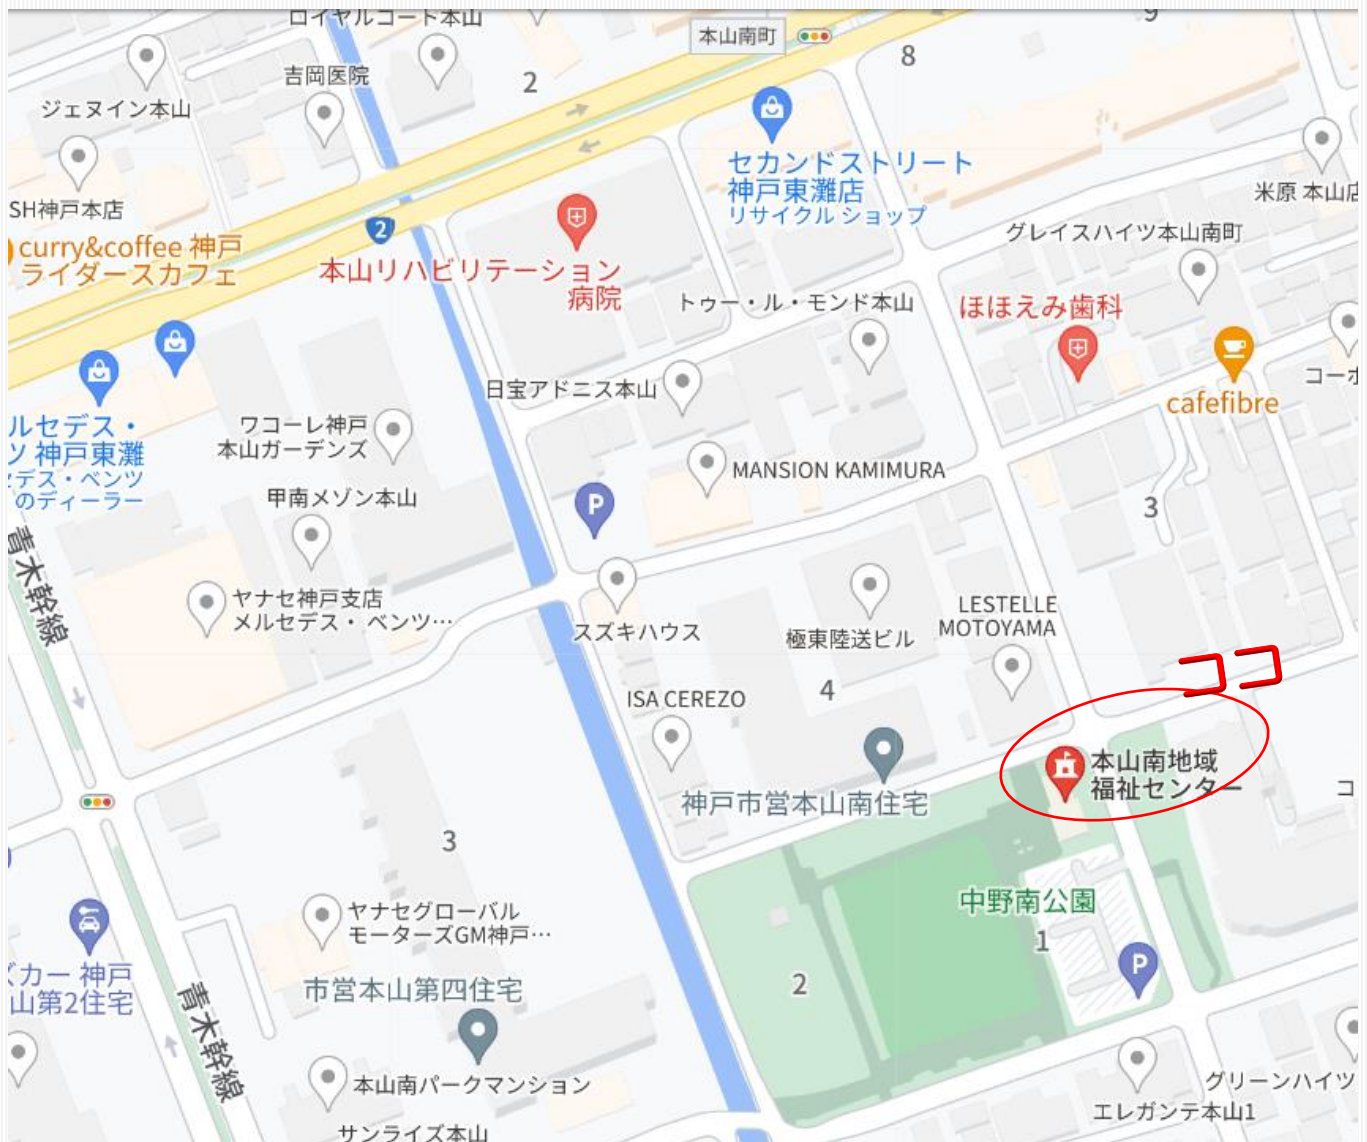 ロイヤルコート本山
本山南町
9
8
2
吉岡医院
ジェヌイン本山
セカンドストリート
神戸東灘店
リサイクル ショップ
米原 本山店
SH神戸本店
2
curry&coffee 神戸
ライダースカフェ
本山リハビリテーション
病院
グレイスハイツ本山南町
トゥー・ル・モンド本山
ほほえみ歯科
日宝アドニス本山
コーポ
cafefibre
ルセデス・
ツ 神戸東灘
デス・ベンツ
のディーラー
ワコーレ神戸
本山ガーデンズ
MANSION KAMIMURA
甲南メゾン本山
P
3
青木幹線
ヤナセ神戸支店
メルセデス・ ベンツ…
スズキハウス
極東陸送ビル
LESTELLE
MOTOYAMA
ココ
ISA CEREZO
4
本山南地域
福祉センター
神戸市営本山南住宅
コ
3
中野南公園
1
ヤナセグローバル
モーターズGM神戸…
P
カー 神戸
山第2住宅
市営本山第四住宅
2
青木幹線
本山南パークマンション
グリーンハイツ
エレガンテ本山1
サンライズ本山